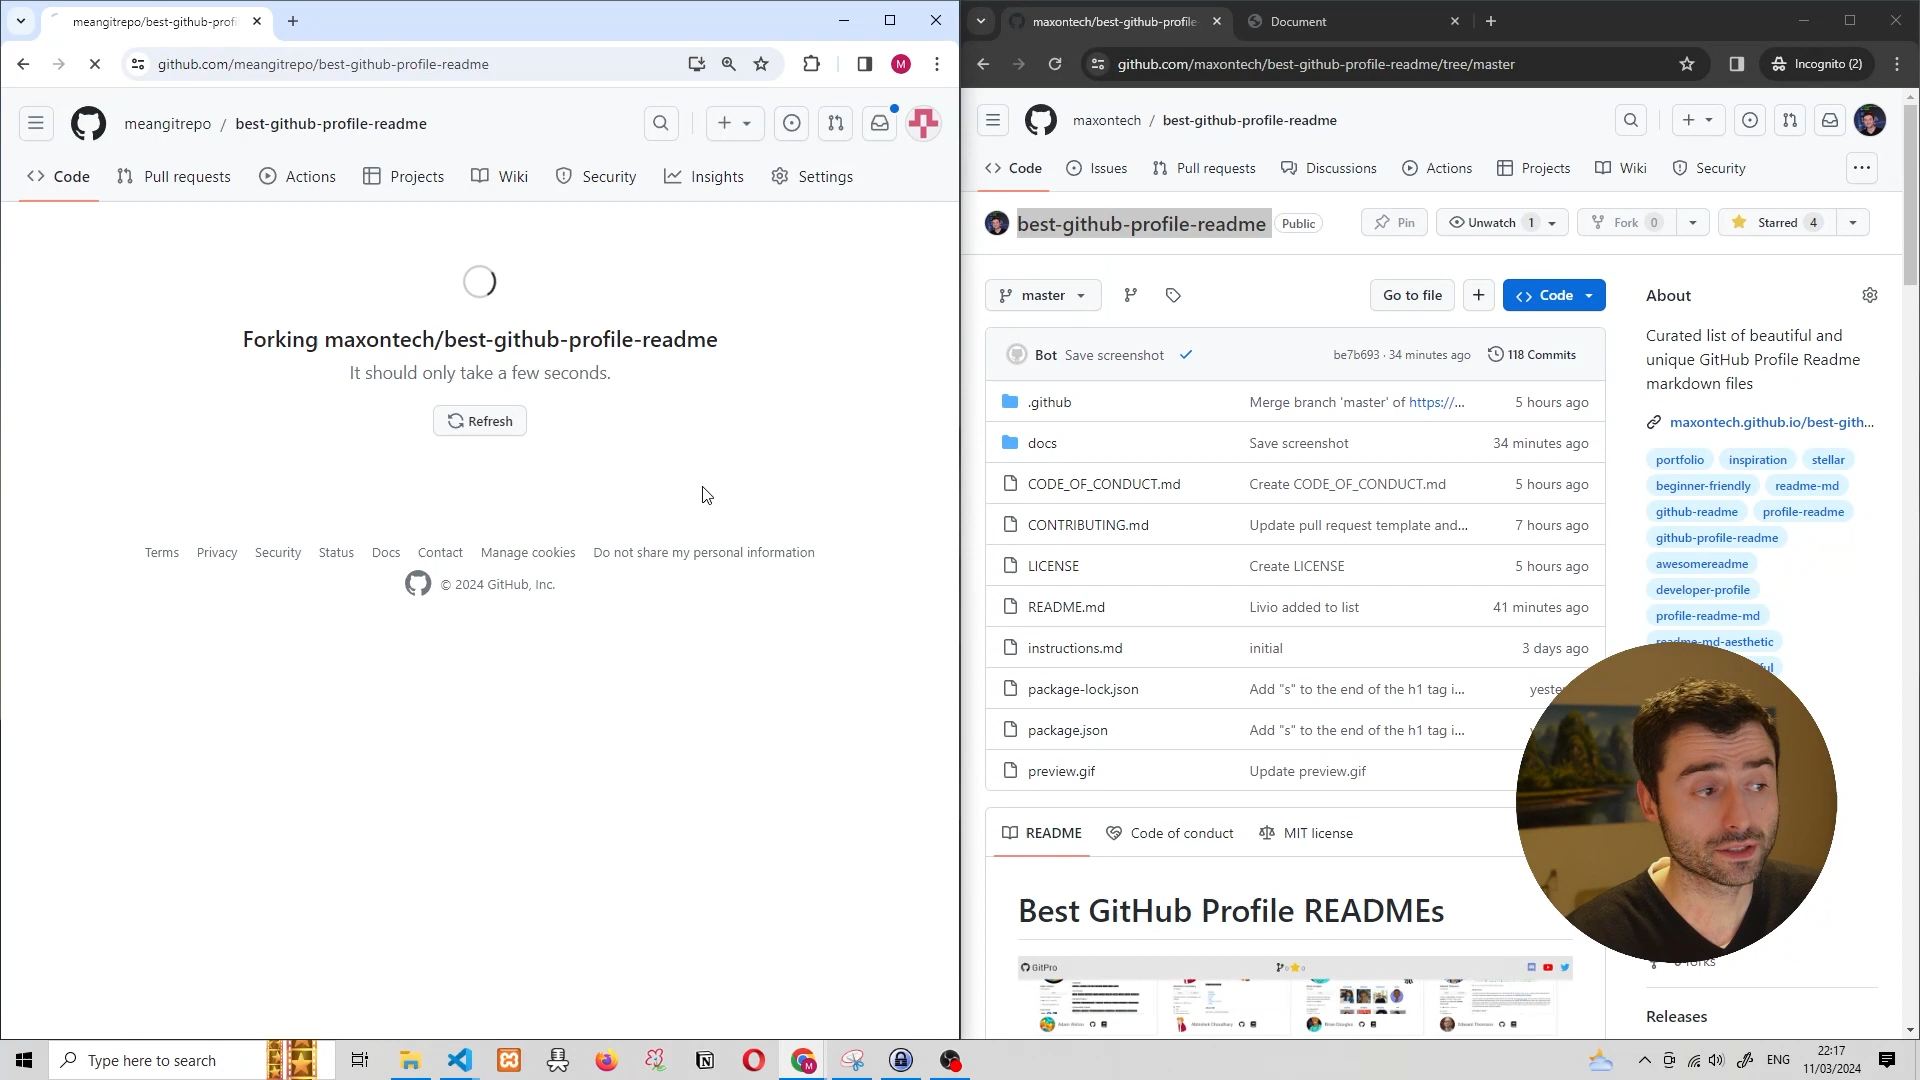 meangitrepo/best-github-profi
github.com/meangitrepo/best-github-profile-readme
M
meangitrepo / best-github-profile-readme
Code
Pull requests
Actions
Projects
Wiki
Security
Insights
Settings
Forking maxontech/best-github-profile-readme
It should only take a few seconds.
Refresh
Terms Privacy Security Status Docs Contact Manage cookies Do not share my personal information
© 2024 GitHub, Inc.
maxontech/best-github-profile-
Document
github.com/maxontech/best-github-profile-readme/tree/master
Incognito (2)
maxontech / best-github-profile-readme
Code
Issues
Pull requests
Discussions
Actions
Projects
Wiki
Security
best-github-profile-readme
Public
Pin
Unwatch 1
Fork 0
Starred 4
master
Go to file
Code
Bot Save screenshot
be7b693 · 34 minutes ago
118 Commits
.github Merge branch 'master' of https://... 5 hours ago
docs Save screenshot 34 minutes ago
CODE_OF_CONDUCT.md Create CODE_OF_CONDUCT.md 5 hours ago
CONTRIBUTING.md Update pull request template and... 7 hours ago
LICENSE Create LICENSE 5 hours ago
README.md Livio added to list 41 minutes ago
instructions.md initial 3 days ago
package-lock.json Add "s" to the end of the h1 tag i...
package.json Add "s" to the end of the h1 tag i...
preview.gif Update preview.gif
README
Code of conduct
MIT license
Best GitHub Profile READMEs
GitPro
About
Curated list of beautiful and
unique GitHub Profile Readme
markdown files
maxontech.github.io/best-gith...
portfolio inspiration stellar
beginner-friendly readme-md
github-readme profile-readme
github-profile-readme
awesomereadme
developer-profile
profile-readme-md
readme-md-aesthetic
Releases
Type here to search
ENG
22:17
11/03/2024